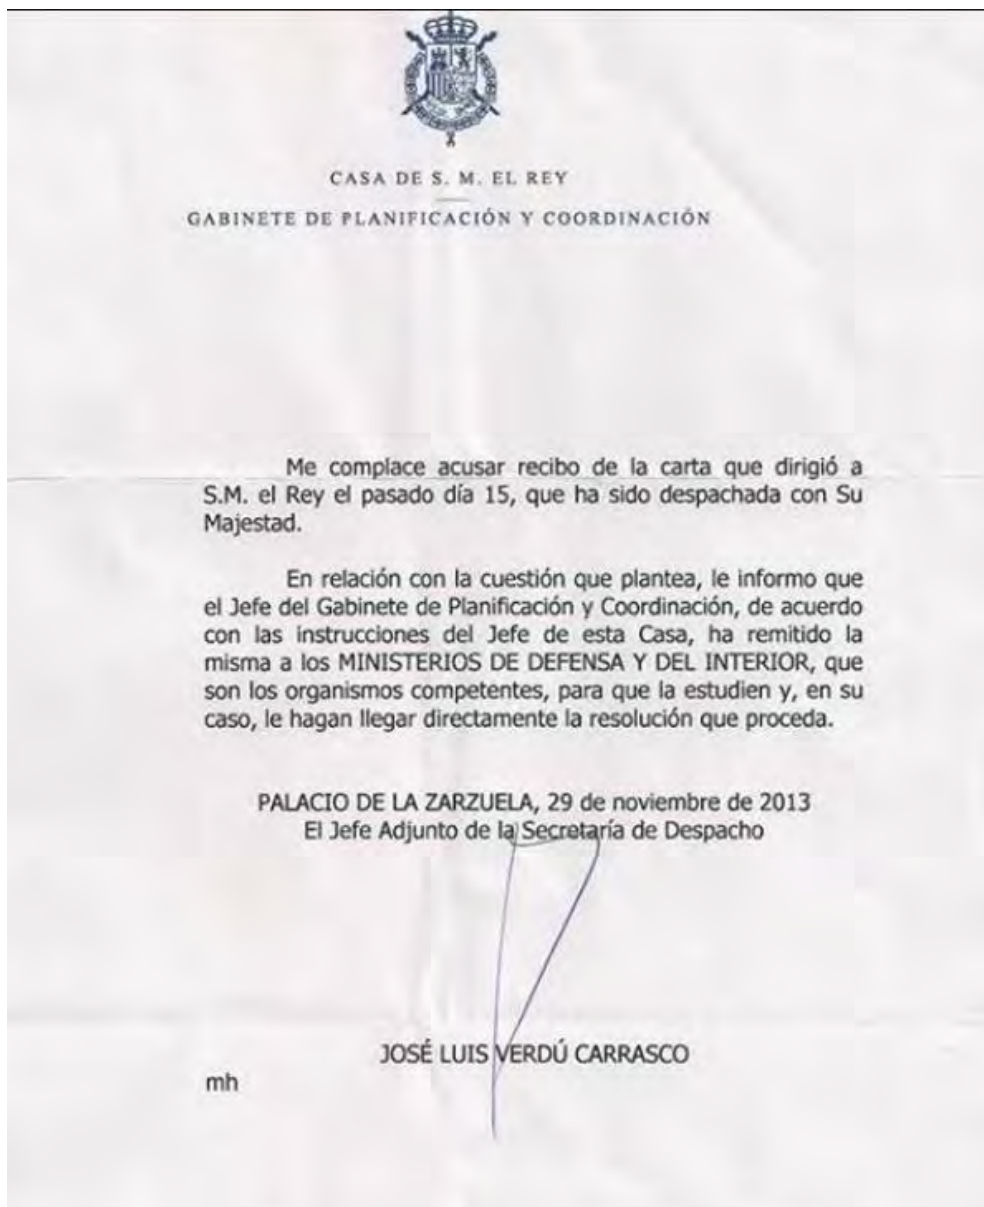 CASA DE S. M. EL REY
GABINETE DE PLANIFICACIÓN Y COORDINACIÓN
Me complace acusar recibo de la carta que dirigió a
S.M. el Rey el pasado día 15, que ha sido despachada con Su
Majestad.
En relación con la cuestión que plantea, le informo que
el Jefe del Gabinete de Planificación y Coordinación, de acuerdo
con las instrucciones del Jefe de esta Casa, ha remitido la
misma a los MINISTERIOS DE DEFENSA Y DEL INTERIOR, que
son los organismos competentes, para que la estudien y, en su
caso, le hagan llegar directamente la resolución que proceda.
PALACIO DE LA ZARZUELA, 29 de noviembre de 2013
El Jefe Adjunto de la Secretaría de Despacho
JOSÉ LUIS VERDÚ CARRASCO
mh